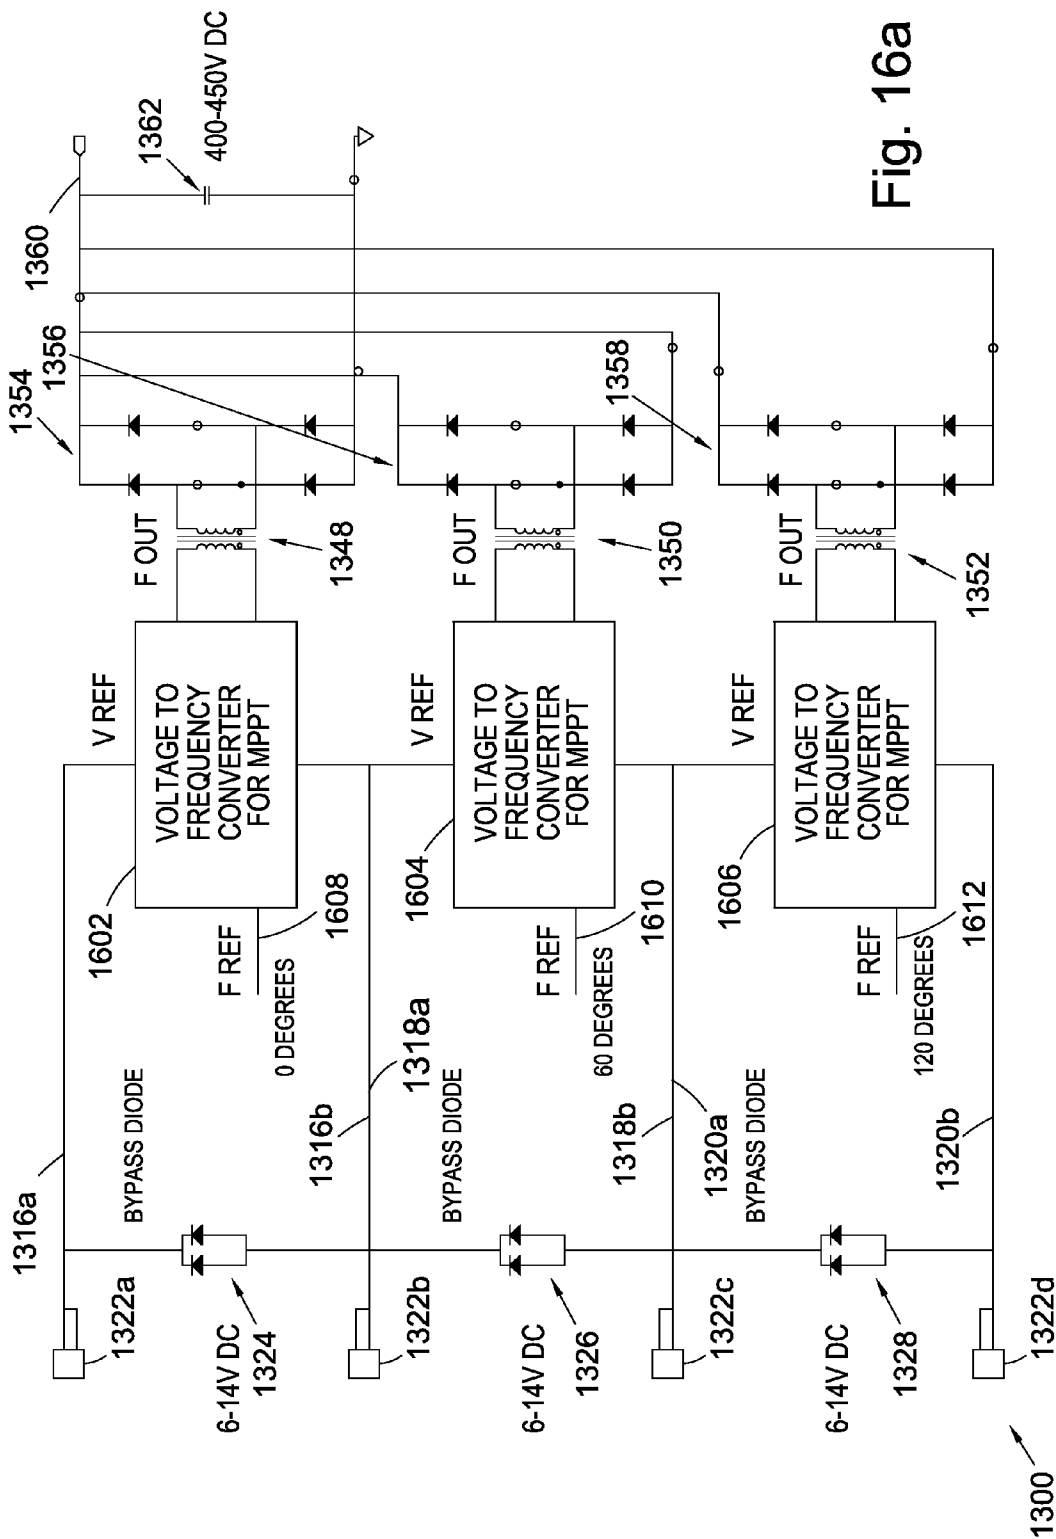 1300
1322a
1316a
BYPASS DIODE
6-14V DC
1324
1322b
1316b
1318a
BYPASS DIODE
6-14V DC
1326
1322c
1318b
1320a
BYPASS DIODE
6-14V DC
1328
1322d
1320b
1602
V REF
VOLTAGE TO
FREQUENCY
CONVERTER
FOR MPPT
F REF
1608
0 DEGREES
F OUT
1348
1604
V REF
VOLTAGE TO
FREQUENCY
CONVERTER
FOR MPPT
F REF
1610
60 DEGREES
F OUT
1350
1606
V REF
VOLTAGE TO
FREQUENCY
CONVERTER
FOR MPPT
F REF
1612
120 DEGREES
F OUT
1352
1354
1356
1358
1360
1362
400-450V DC
Fig. 16a